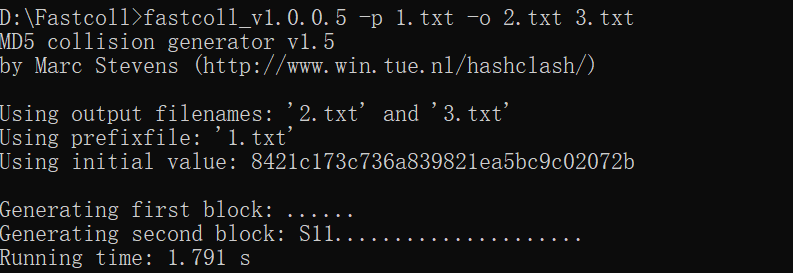 D:\Fastcoll>fastcoll_v1.0.0.5 -p 1.txt -o 2.txt 3.txt
MD5 collision generator v1.5
by Marc Stevens (http://www.win.tue.nl/hashclash/)
Using output filenames: '2.txt' and '3.txt'
Using prefixfile: '1.txt'
Using initial value: 8421c173c736a839821ea5bc9c02072b
Generating first block: ......
Generating second block: S11......................
Running time: 1.791 s